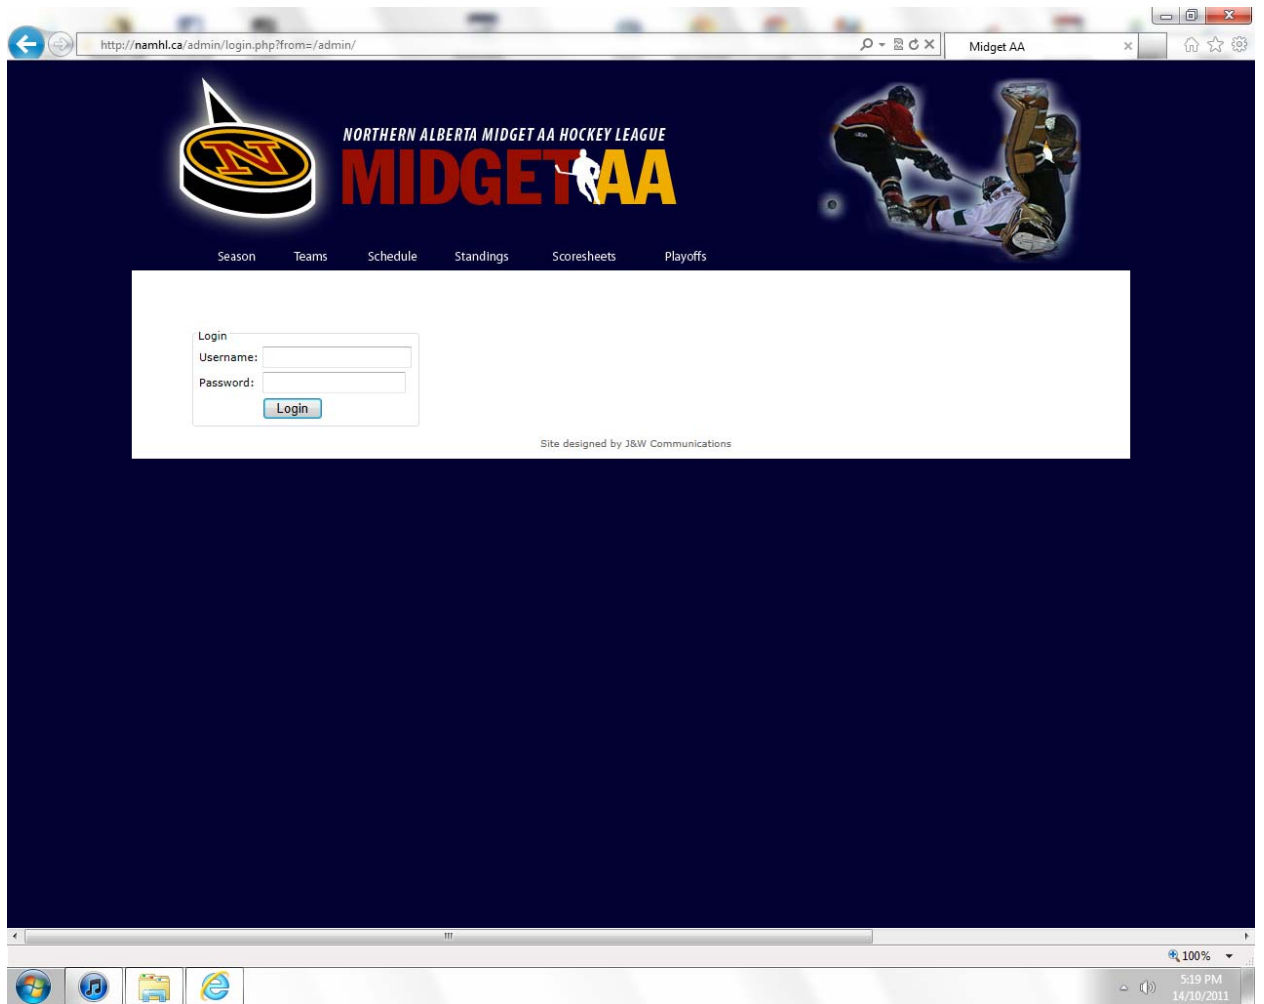 http://namhl.ca/admin/login.php?from=/admin/
Midget AA
NORTHERN ALBERTA MIDGET AA HOCKEY LEAGUE
MIDGET AA
N
Season Teams Schedule Standings Scoresheets Playoffs
Login
Username:
Password:
Login
Site designed by J&W Communications
100%
5:19 PM
14/10/2011